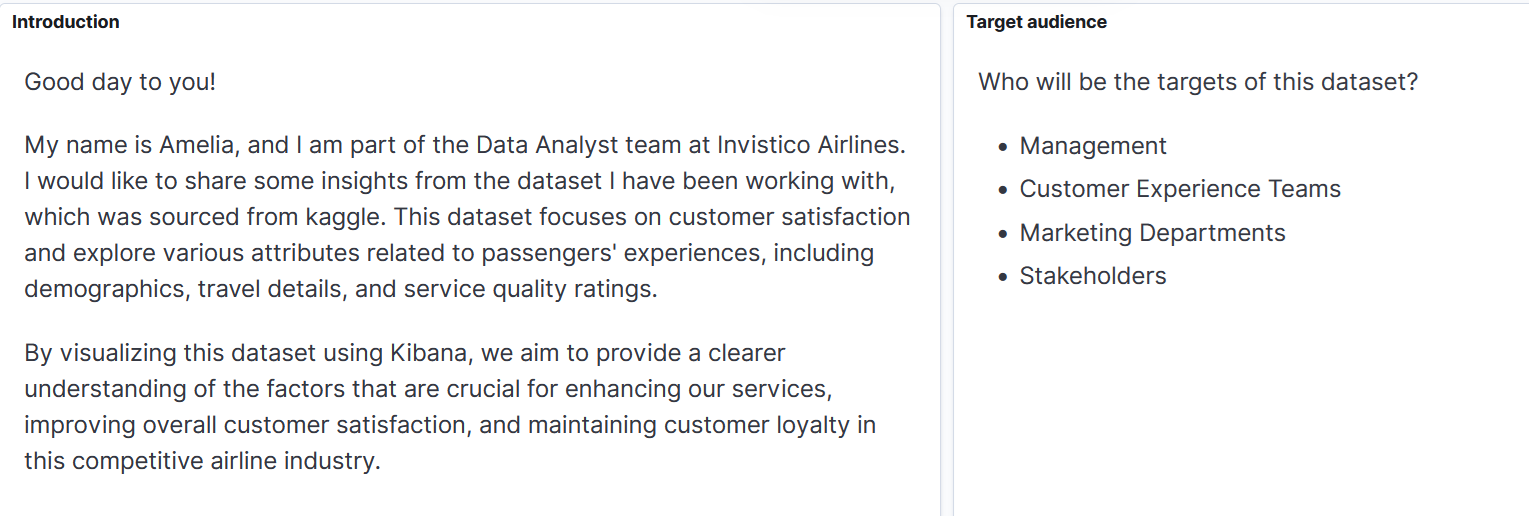 Introduction
Good day to you!
My name is Amelia, and I am part of the Data Analyst team at Invistico Airlines.
I would like to share some insights from the dataset I have been working with,
which was sourced from kaggle. This dataset focuses on customer satisfaction
and explore various attributes related to passengers' experiences, including
demographics, travel details, and service quality ratings.
By visualizing this dataset using Kibana, we aim to provide a clearer
understanding of the factors that are crucial for enhancing our services,
improving overall customer satisfaction, and maintaining customer loyalty in
this competitive airline industry.
Target audience
Who will be the targets of this dataset?
• Management
• Customer Experience Teams
• Marketing Departments
• Stakeholders